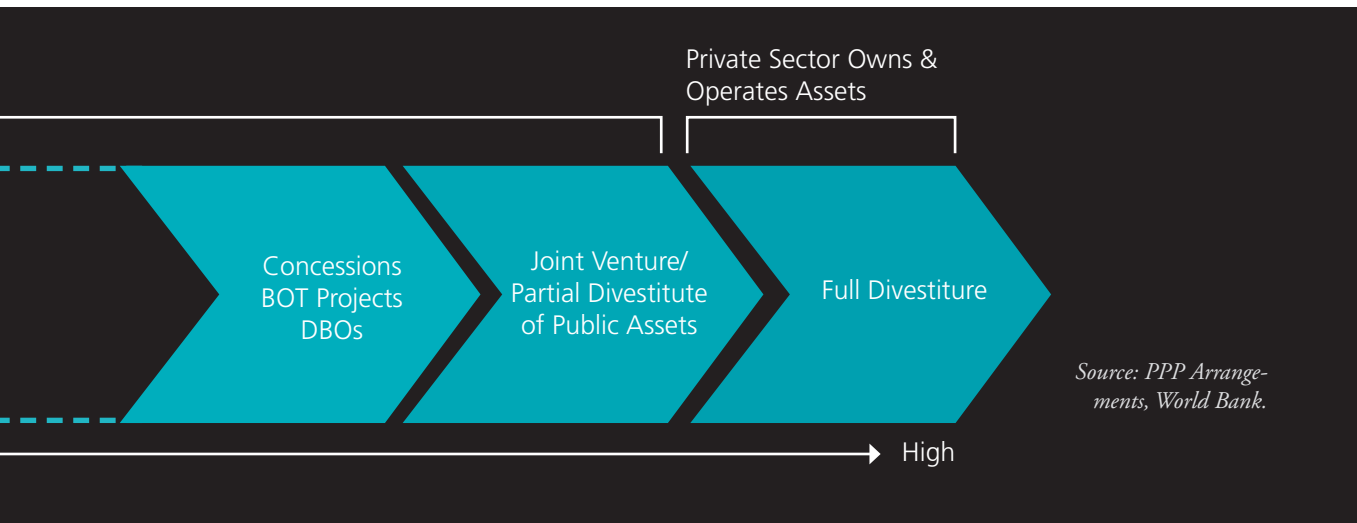 Private Sector Owns &
Operates Assets
Concessions
BOT Projects
DBOs
Joint Venture/
Partial Divestitute
of Public Assets
Full Divestiture
Source: PPP Arrange-
ments, World Bank.
High